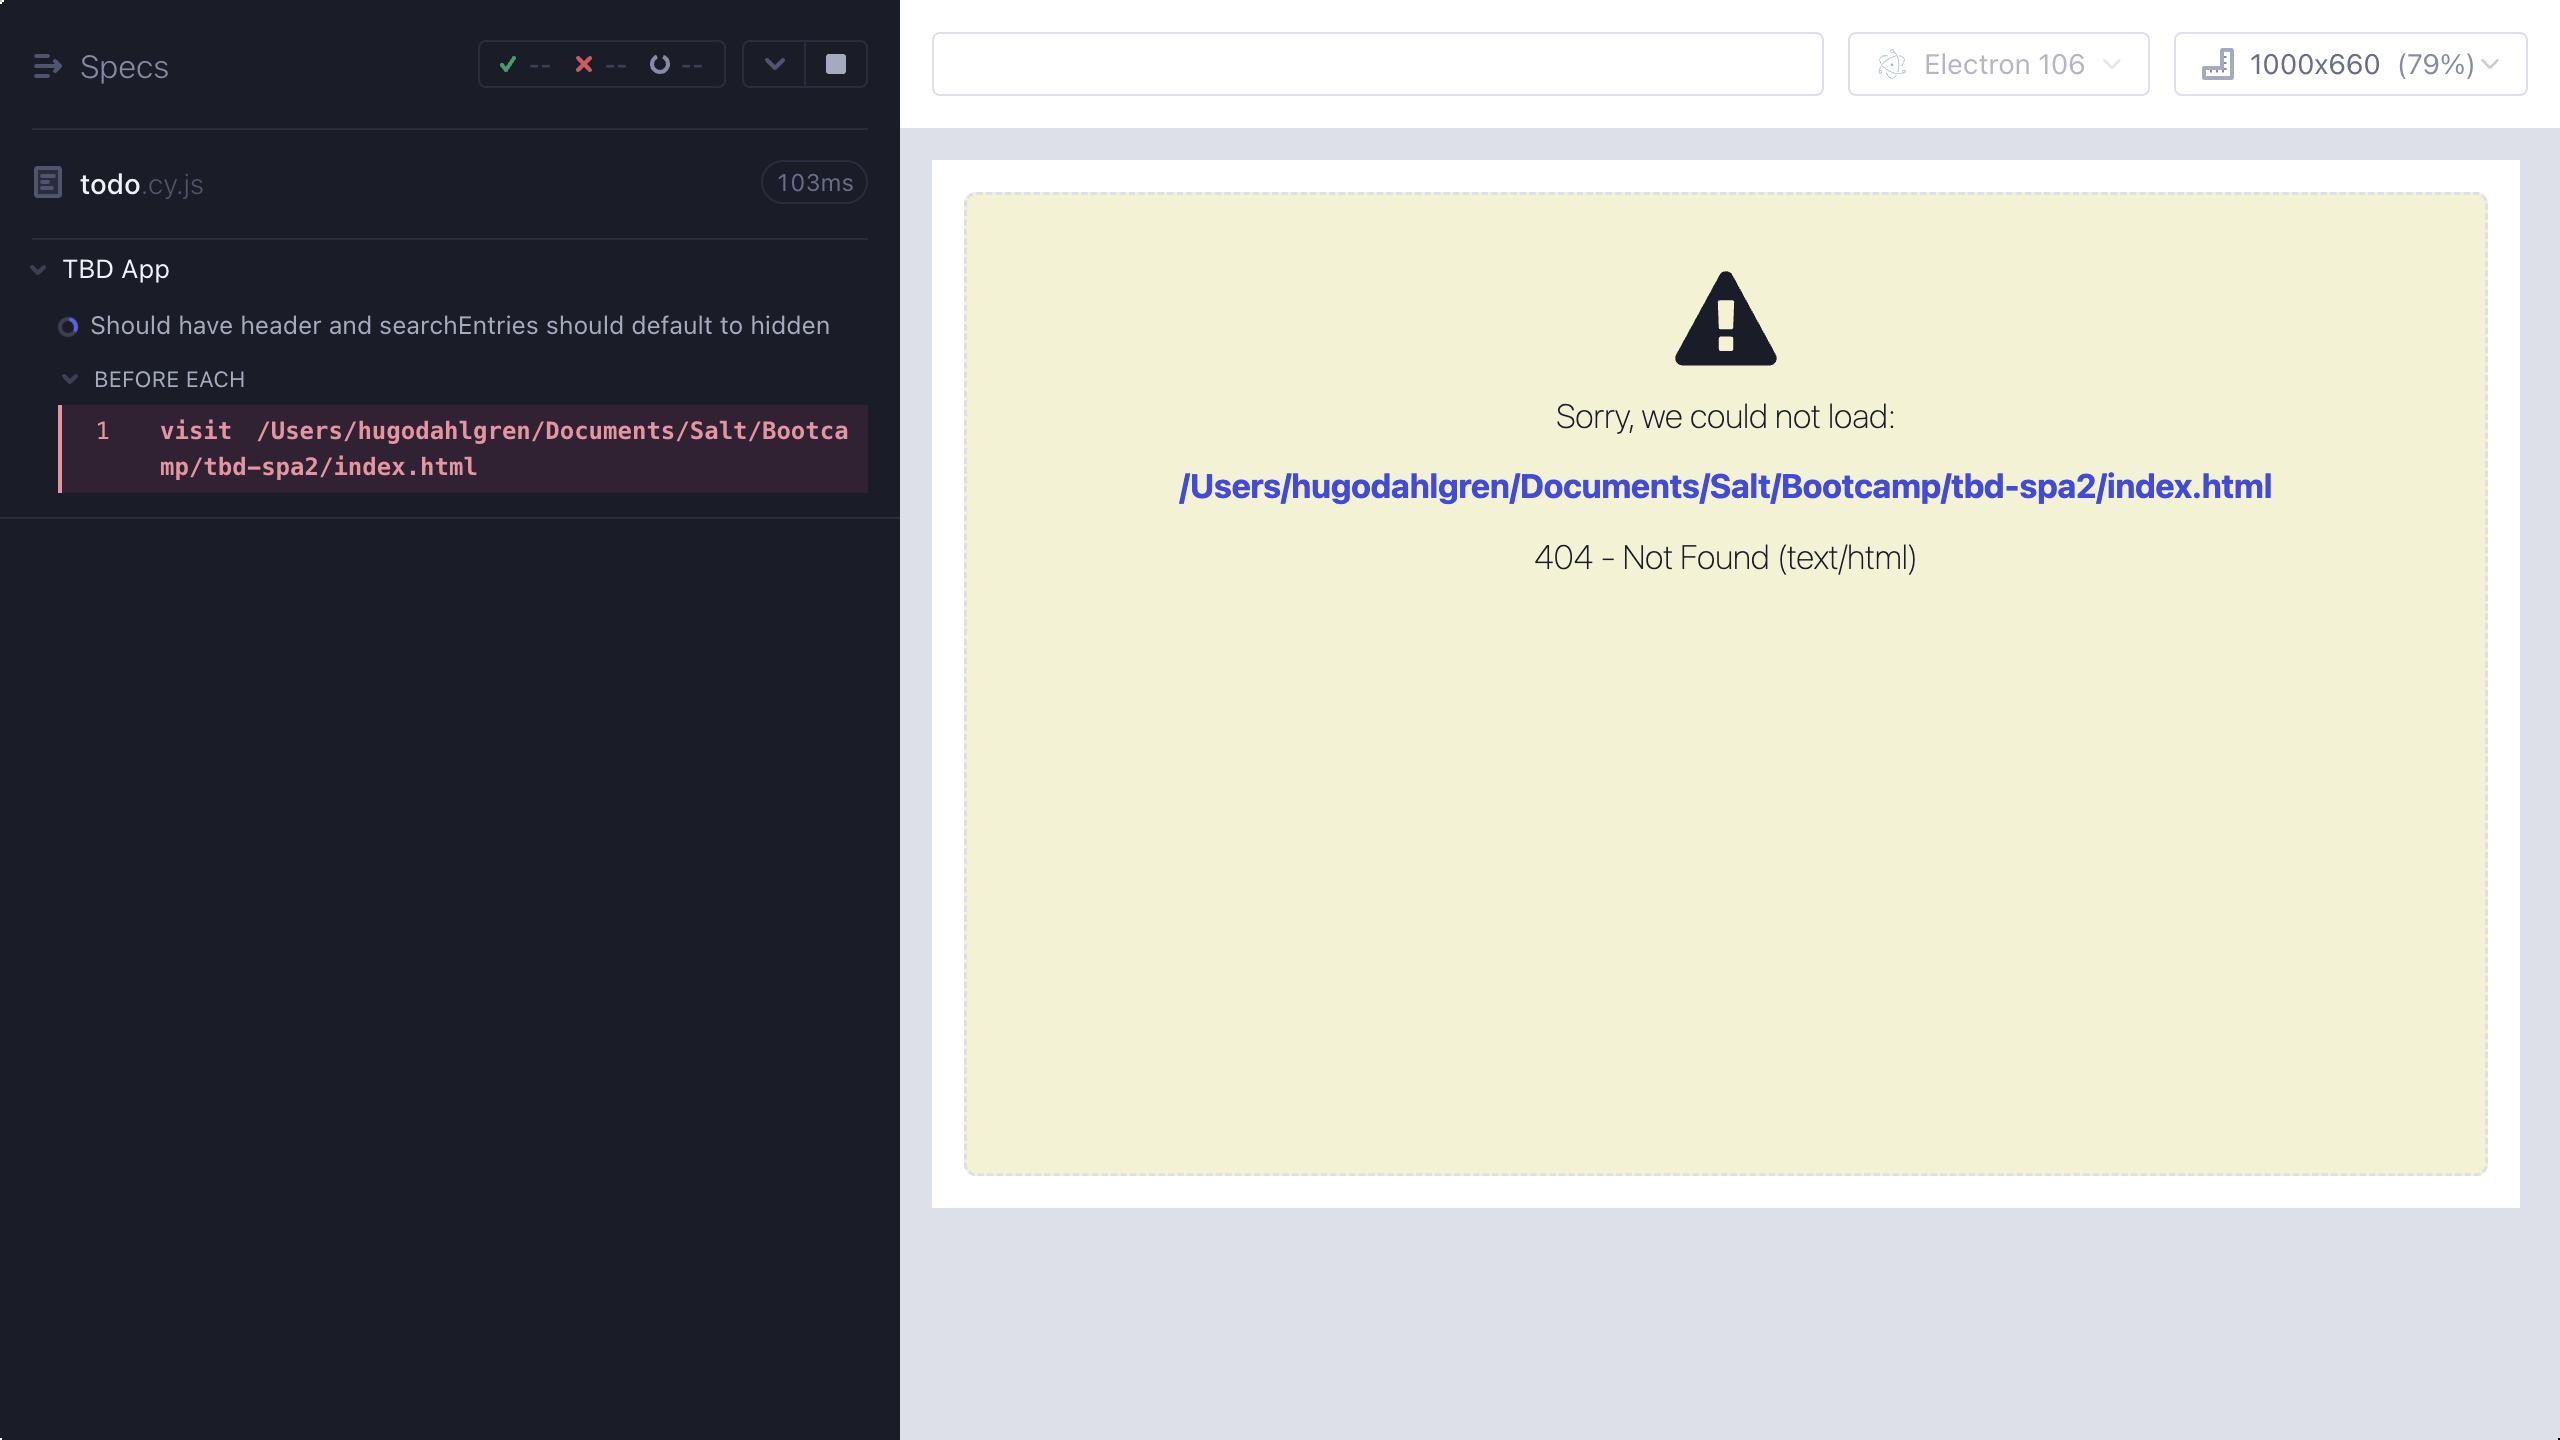 Specs
-- -- --
todo.cy.js
103ms
TBD App
Should have header and searchEntries should default to hidden
BEFORE EACH
1 visit /Users/hugodahlgren/Documents/Salt/Bootca
mp/tbd-spa2/index.html
Electron 106
1000x660 (79%)
Sorry, we could not load:
/Users/hugodahlgren/Documents/Salt/Bootcamp/tbd-spa2/index.html
404 - Not Found (text/html)